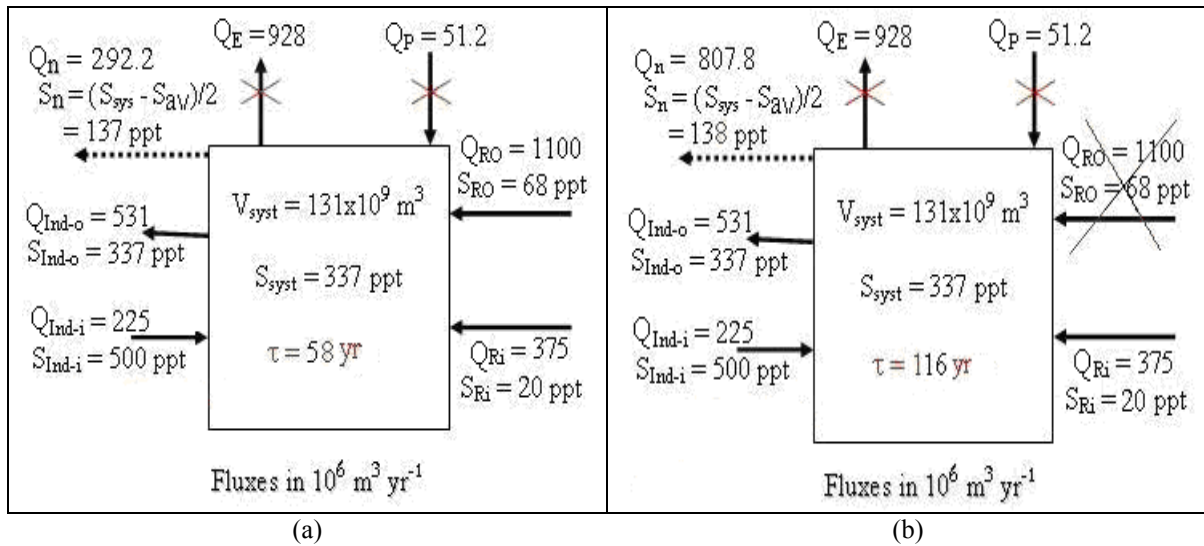 Q_E = 928
Q_P = 51.2
Q_n = 292.2
S_n = (S_sys - S_av)/2
= 137 ppt
Q_RO = 1100
S_RO = 68 ppt
V_syst = 131x10^9 m^3
Q_Ind-o = 531
S_Ind-o = 337 ppt
S_syst = 337 ppt
Q_Ind-i = 225
S_Ind-i = 500 ppt
τ = 58 yr
Q_Ri = 375
S_Ri = 20 ppt
Fluxes in 10^6 m^3 yr^-1
(a)
Q_E = 928
Q_P = 51.2
Q_n = 807.8
S_n = (S_sys - S_av)/2
= 138 ppt
Q_RO = 1100
S_RO = 68 ppt
V_syst = 131x10^9 m^3
Q_Ind-o = 531
S_Ind-o = 337 ppt
S_syst = 337 ppt
Q_Ind-i = 225
S_Ind-i = 500 ppt
τ = 116 yr
Q_Ri = 375
S_Ri = 20 ppt
Fluxes in 10^6 m^3 yr^-1
(b)